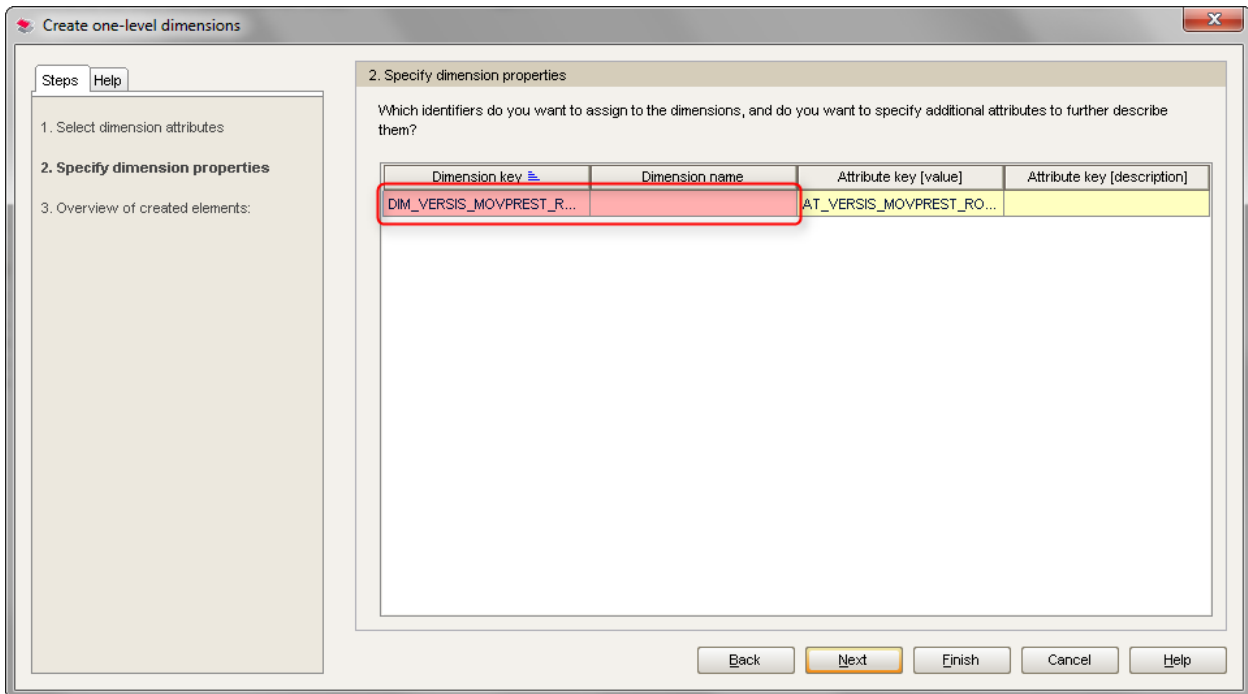 Create one-level dimensions
Steps
Help
1. Select dimension attributes
2. Specify dimension properties
3. Overview of created elements:
2. Specify dimension properties
Which identifiers do you want to assign to the dimensions, and do you want to specify additional attributes to further describe
them?
Dimension key Dimension name Attribute key [value] Attribute key [description]
DIM_VERSIS_MOVPREST_R... AT_VERSIS_MOVPREST_RO...
Back Next Finish Cancel Help